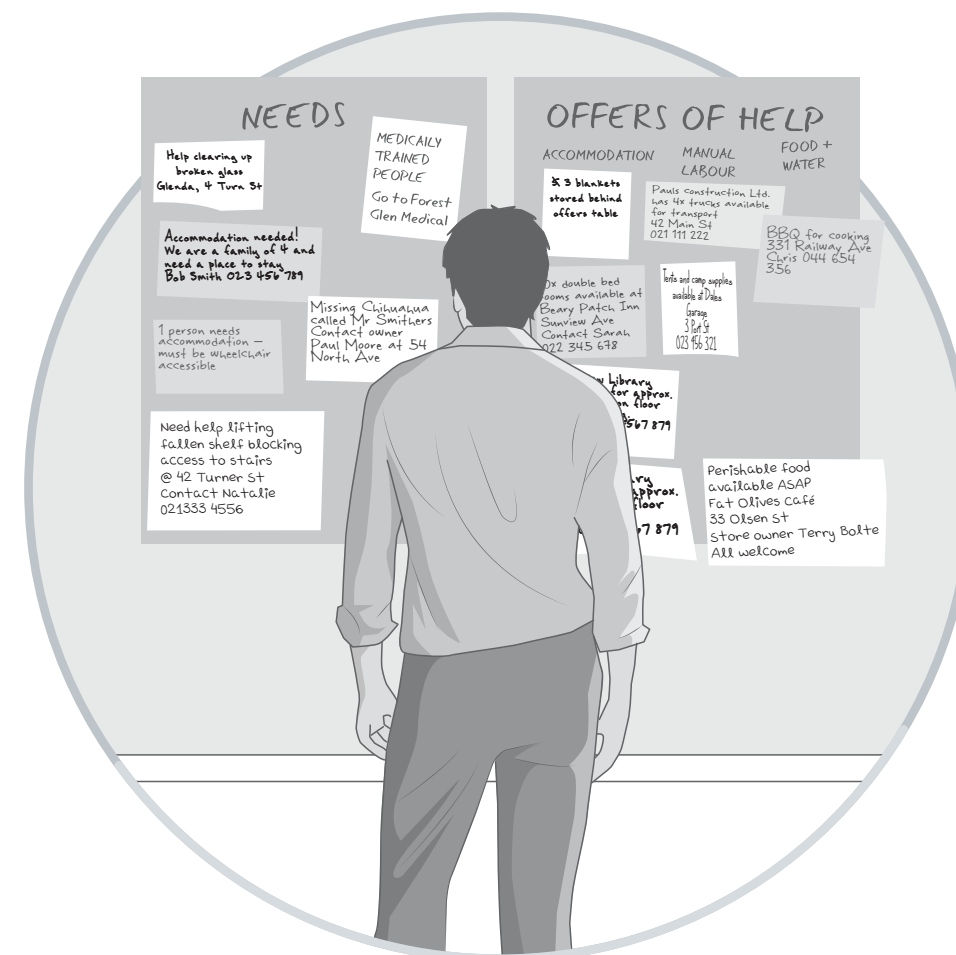 NEEDS
Help clearing up
broken glass
Glenda, 4 Turn St
MEDICALLY
TRAINED
PEOPLE
Go to Forest
Glen Medical
Accommodation needed!
We are a family of 4 and
need a place to stay
Bob Smith 023 456 789
Missing Chihuahua
called Mr Smithers
Contact owner
Paul Moore at 54
North Ave
1 person needs
accommodation –
must be wheelchair
accessible
Need help lifting
fallen shelf blocking
access to stairs
@ 42 Turner St
Contact Natalie
021333 4556
OFFERS OF HELP
ACCOMMODATION
MANUAL
LABOUR
FOOD +
WATER
3 blankets
stored behind
offers table
Pauls construction Ltd.
has 4x trucks available
for transport
42 Main St
021 111 222
BBQ for cooking
331 Railway Ave
Chris 044 654
356
0x double bed
ooms available at
Beary Patch Inn
Sunview Ave
Contact Sarah
022 345 678
Tents and camp supplies
available at Dales
Garage
3 Port St
023 456 321
w Library
for approx.
on floor
567 879
ry
approx.
loor
67 879
Perishable food
available ASAP
Fat Olives Café
33 Olsen St
Store owner Terry Bolte
All welcome